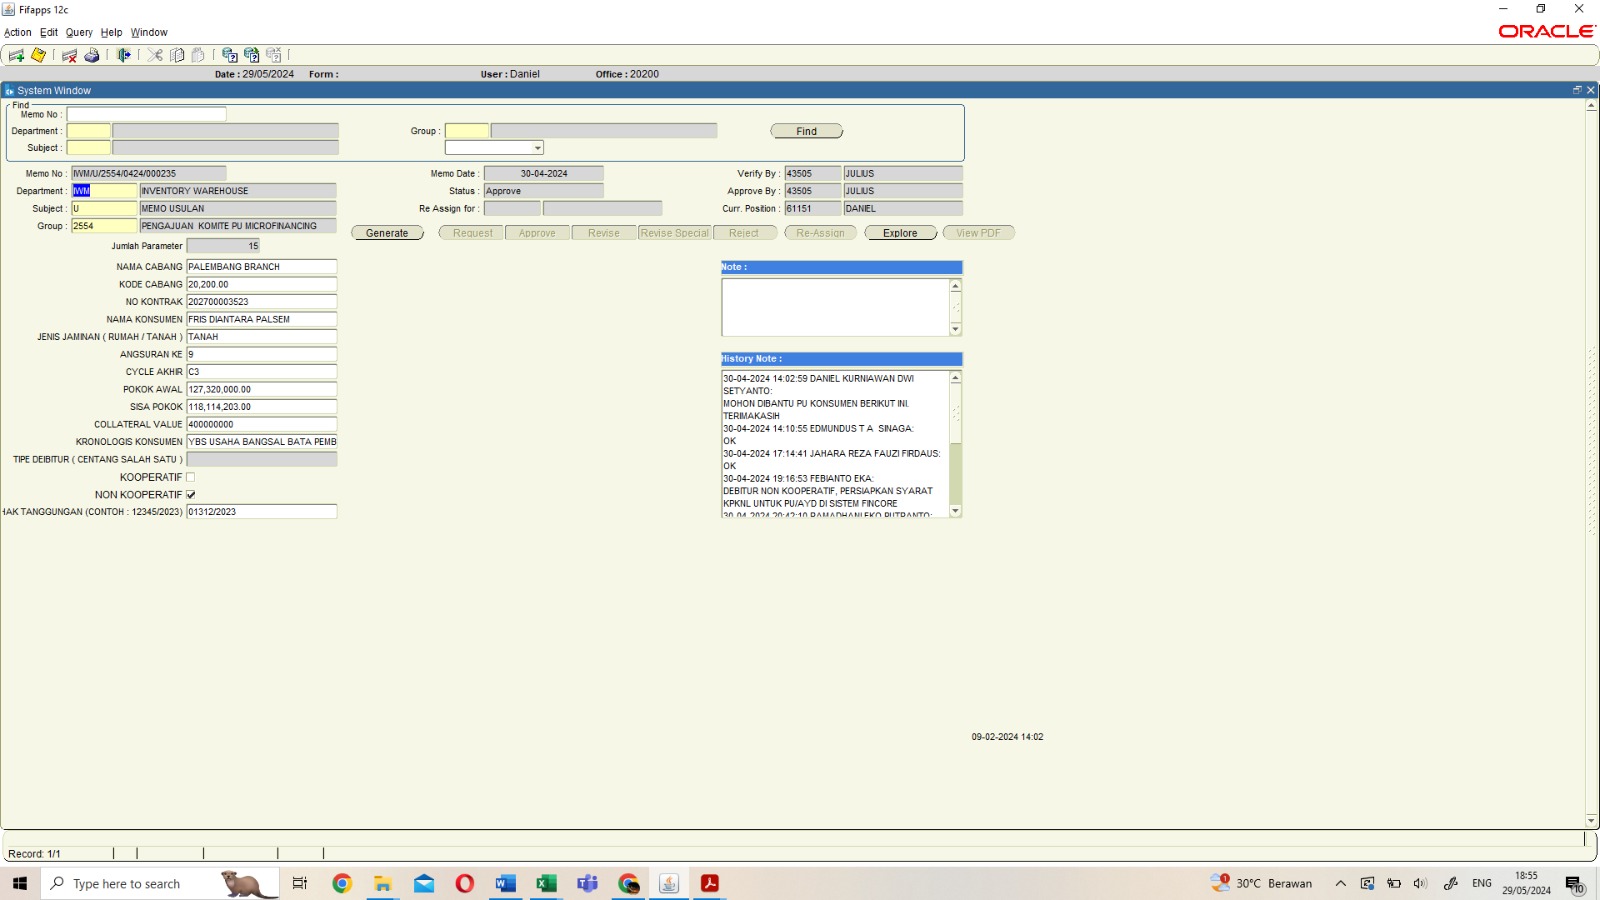 Fifapps 12c
Action Edit Query Help Window
ORACLE
Date : 29/05/2024 Form : User : Daniel Office : 20200
System Window
Find
Memo No :
Department : Group : Find
Subject :
Memo No : IWM/U/2554/0424/000235 Memo Date : 30-04-2024 Verify By : 43505 JULIUS
Department : IWM INVENTORY WAREHOUSE Status : Approve Approve By : 43505 JULIUS
Subject : U MEMO USULAN Re Assign for : Curr. Position : 61151 DANIEL
Group : 2554 PENGAJUAN KOMITE PU MICROFINANCING
Generate Request Approve Revise Revise Special Reject Re-Assign Explore View PDF
Jumlah Parameter 15
NAMA CABANG PALEMBANG BRANCH
KODE CABANG 20,200.00
NO KONTRAK 202700003523
NAMA KONSUMEN FRIS DIANTARA PALSEM
JENIS JAMINAN ( RUMAH / TANAH ) TANAH
ANGSURAN KE 9
CYCLE AKHIR C3
POKOK AWAL 127,320,000.00
SISA POKOK 118,114,203.00
COLLATERAL VALUE 400000000
KRONOLOGIS KONSUMEN YBS USAHA BANGSAL BATA PEMB
TIPE DEIBITUR ( CENTANG SALAH SATU )
KOOPERATIF
NON KOOPERATIF
HAK TANGGUNGAN (CONTOH : 12345/2023) 01312/2023
Note :
History Note :
30-04-2024 14:02:59 DANIEL KURNIAWAN DWI
SETYANTO:
MOHON DIBANTU PU KONSUMEN BERIKUT INI.
TERIMAKASIH
30-04-2024 14:10:55 EDMUNDUS T A SINAGA:
OK
30-04-2024 17:14:41 JAHARA REZA FAUZI FIRDAUS:
OK
30-04-2024 19:16:53 FEBIANTO EKA:
DEBITUR NON KOOPERATIF, PERSIAPKAN SYARAT
KPKNL UNTUK PU/AYD DI SISTEM FINCORE
30-04-2024 20:42:10 RAMADHANI EKO PUTRANTO:
09-02-2024 14:02
Record: 1/1
Type here to search
1
30°C Berawan
ENG
18:55
29/05/2024
10